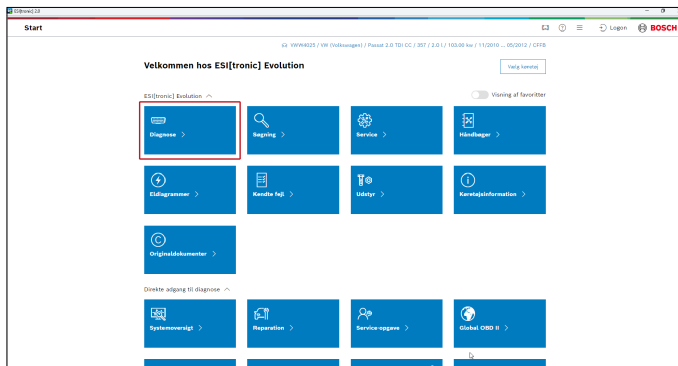 ESI[tronic] 2.0
Start
Logon
BOSCH
VWW4025 / VW (Volkswagen) / Passat 2.0 TDI CC / 357 / 2.0 l / 103.00 kw / 11/2010 ... 05/2012 / CFFB
Velkommen hos ESI[tronic] Evolution
Vælg køretøj
ESI[tronic] Evolution
Visning af favoritter
Diagnose
Søgning
Service
Håndbøger
Eldiagrammer
Kendte fejl
Udstyr
Køretøjsinformation
Originaldokumenter
Direkte adgang til diagnose
Systemoversigt
Reparation
Service-opgave
Global OBD II